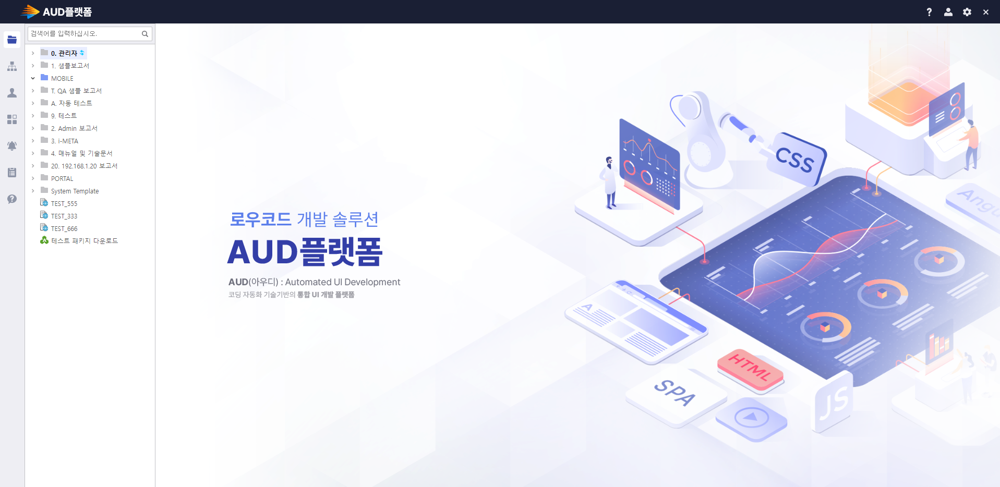 AUD플랫폼
검색어를 입력하십시오.
0. 관리자
1. 샘플보고서
MOBILE
T. QA 샘플 보고서
A. 자동 테스트
9. 테스트
2. Admin 보고서
3. i-META
4. 매뉴얼 및 기술문서
20. 192.168.1.20 보고서
PORTAL
System Template
TEST_555
TEST_333
TEST_666
테스트 패키지 다운로드
로우코드 개발 솔루션
AUD플랫폼
AUD(아우디) : Automated UI Development
코딩 자동화 기술기반의 통합 UI 개발 플랫폼
CSS
A
HTML
SPA
JS